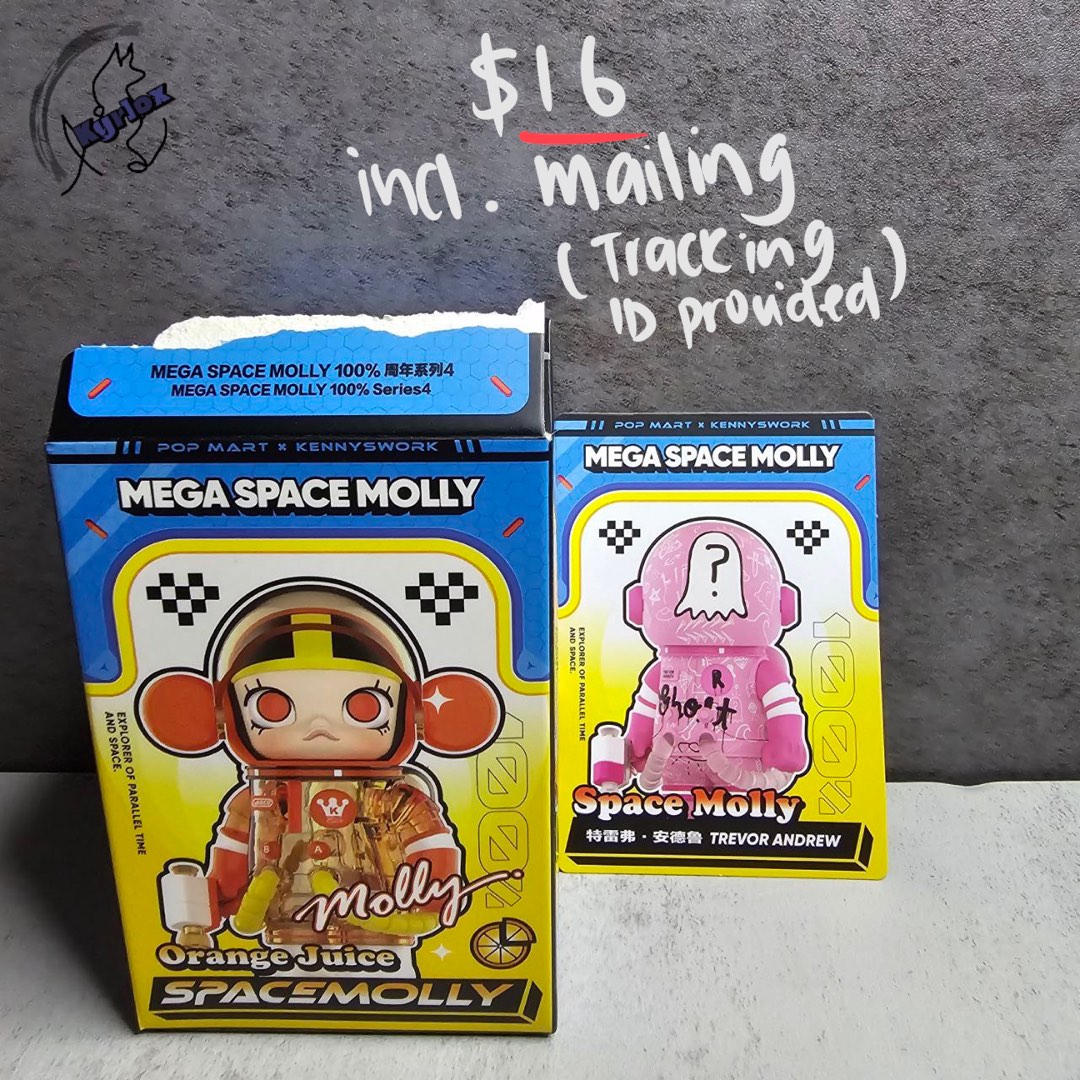 Kyrlox
$16
incl. mailing
(Tracking
ID provided)
MEGA SPACE MOLLY 100% 周年系列4
MEGA SPACE MOLLY 100% Series4
POP MART x KENNYSWORK
MEGA SPACE MOLLY
EXPLORER OF PARALLEL TIME
AND SPACE.
100%
K
B A
Molly
Orange Juice
SPACEMOLLY
POP MART x KENNYSWORK
MEGA SPACE MOLLY
?
EXPLORER OF PARALLEL TIME
AND SPACE.
100%
R
Ghost
Space Molly
特雷弗·安德鲁 TREVOR ANDREW